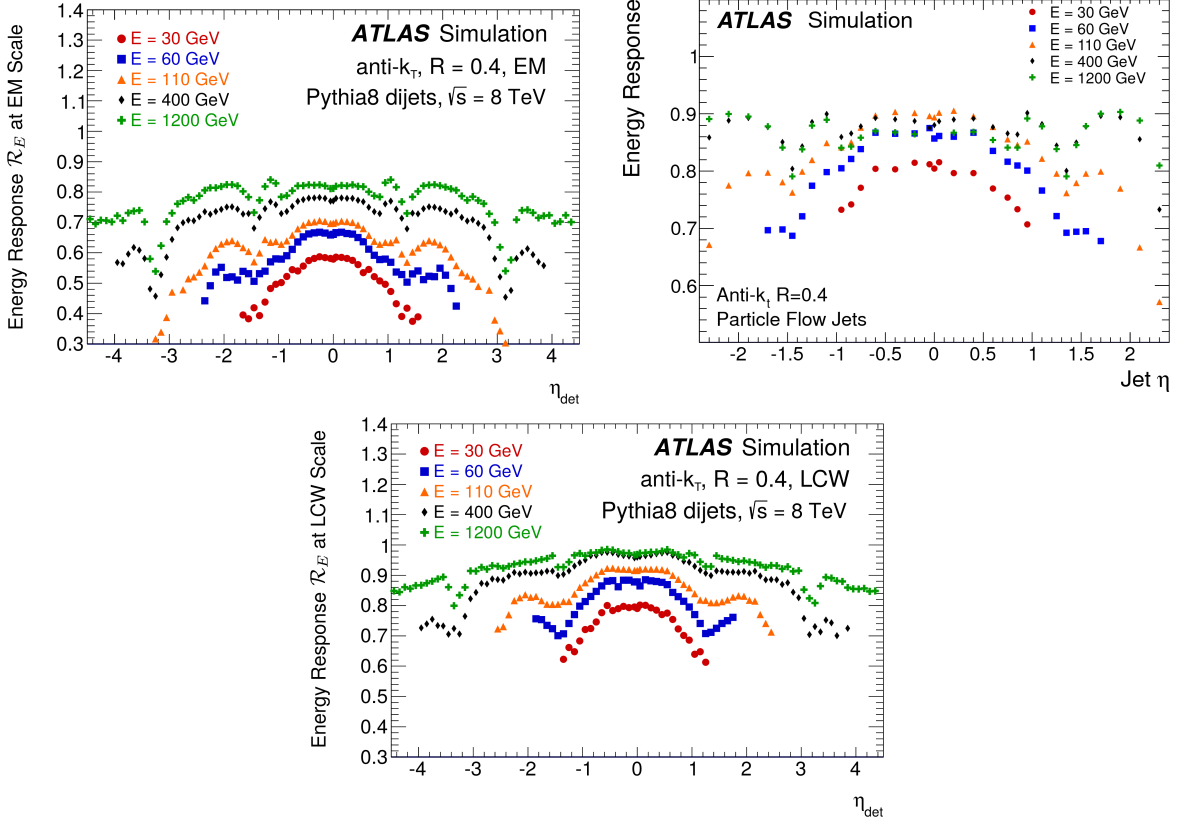 ATLAS Simulation
anti-k_T, R = 0.4, EM
Pythia8 dijets, √s = 8 TeV
E = 30 GeV
E = 60 GeV
E = 110 GeV
E = 400 GeV
E = 1200 GeV
Energy Response R_E at EM Scale
1.4
1.3
1.2
1.1
1
0.9
0.8
0.7
0.6
0.5
0.4
0.3
-4 -3 -2 -1 0 1 2 3 4
η_det
ATLAS Simulation
E = 30 GeV
E = 60 GeV
E = 110 GeV
E = 400 GeV
E = 1200 GeV
Energy Response
1
0.9
0.8
0.7
0.6
Anti-k_t R=0.4
Particle Flow Jets
-2 -1.5 -1 -0.5 0 0.5 1 1.5 2
Jet η
ATLAS Simulation
anti-k_T, R = 0.4, LCW
Pythia8 dijets, √s = 8 TeV
E = 30 GeV
E = 60 GeV
E = 110 GeV
E = 400 GeV
E = 1200 GeV
Energy Response R_E at LCW Scale
1.4
1.3
1.2
1.1
1
0.9
0.8
0.7
0.6
0.5
0.4
0.3
-4 -3 -2 -1 0 1 2 3 4
η_det